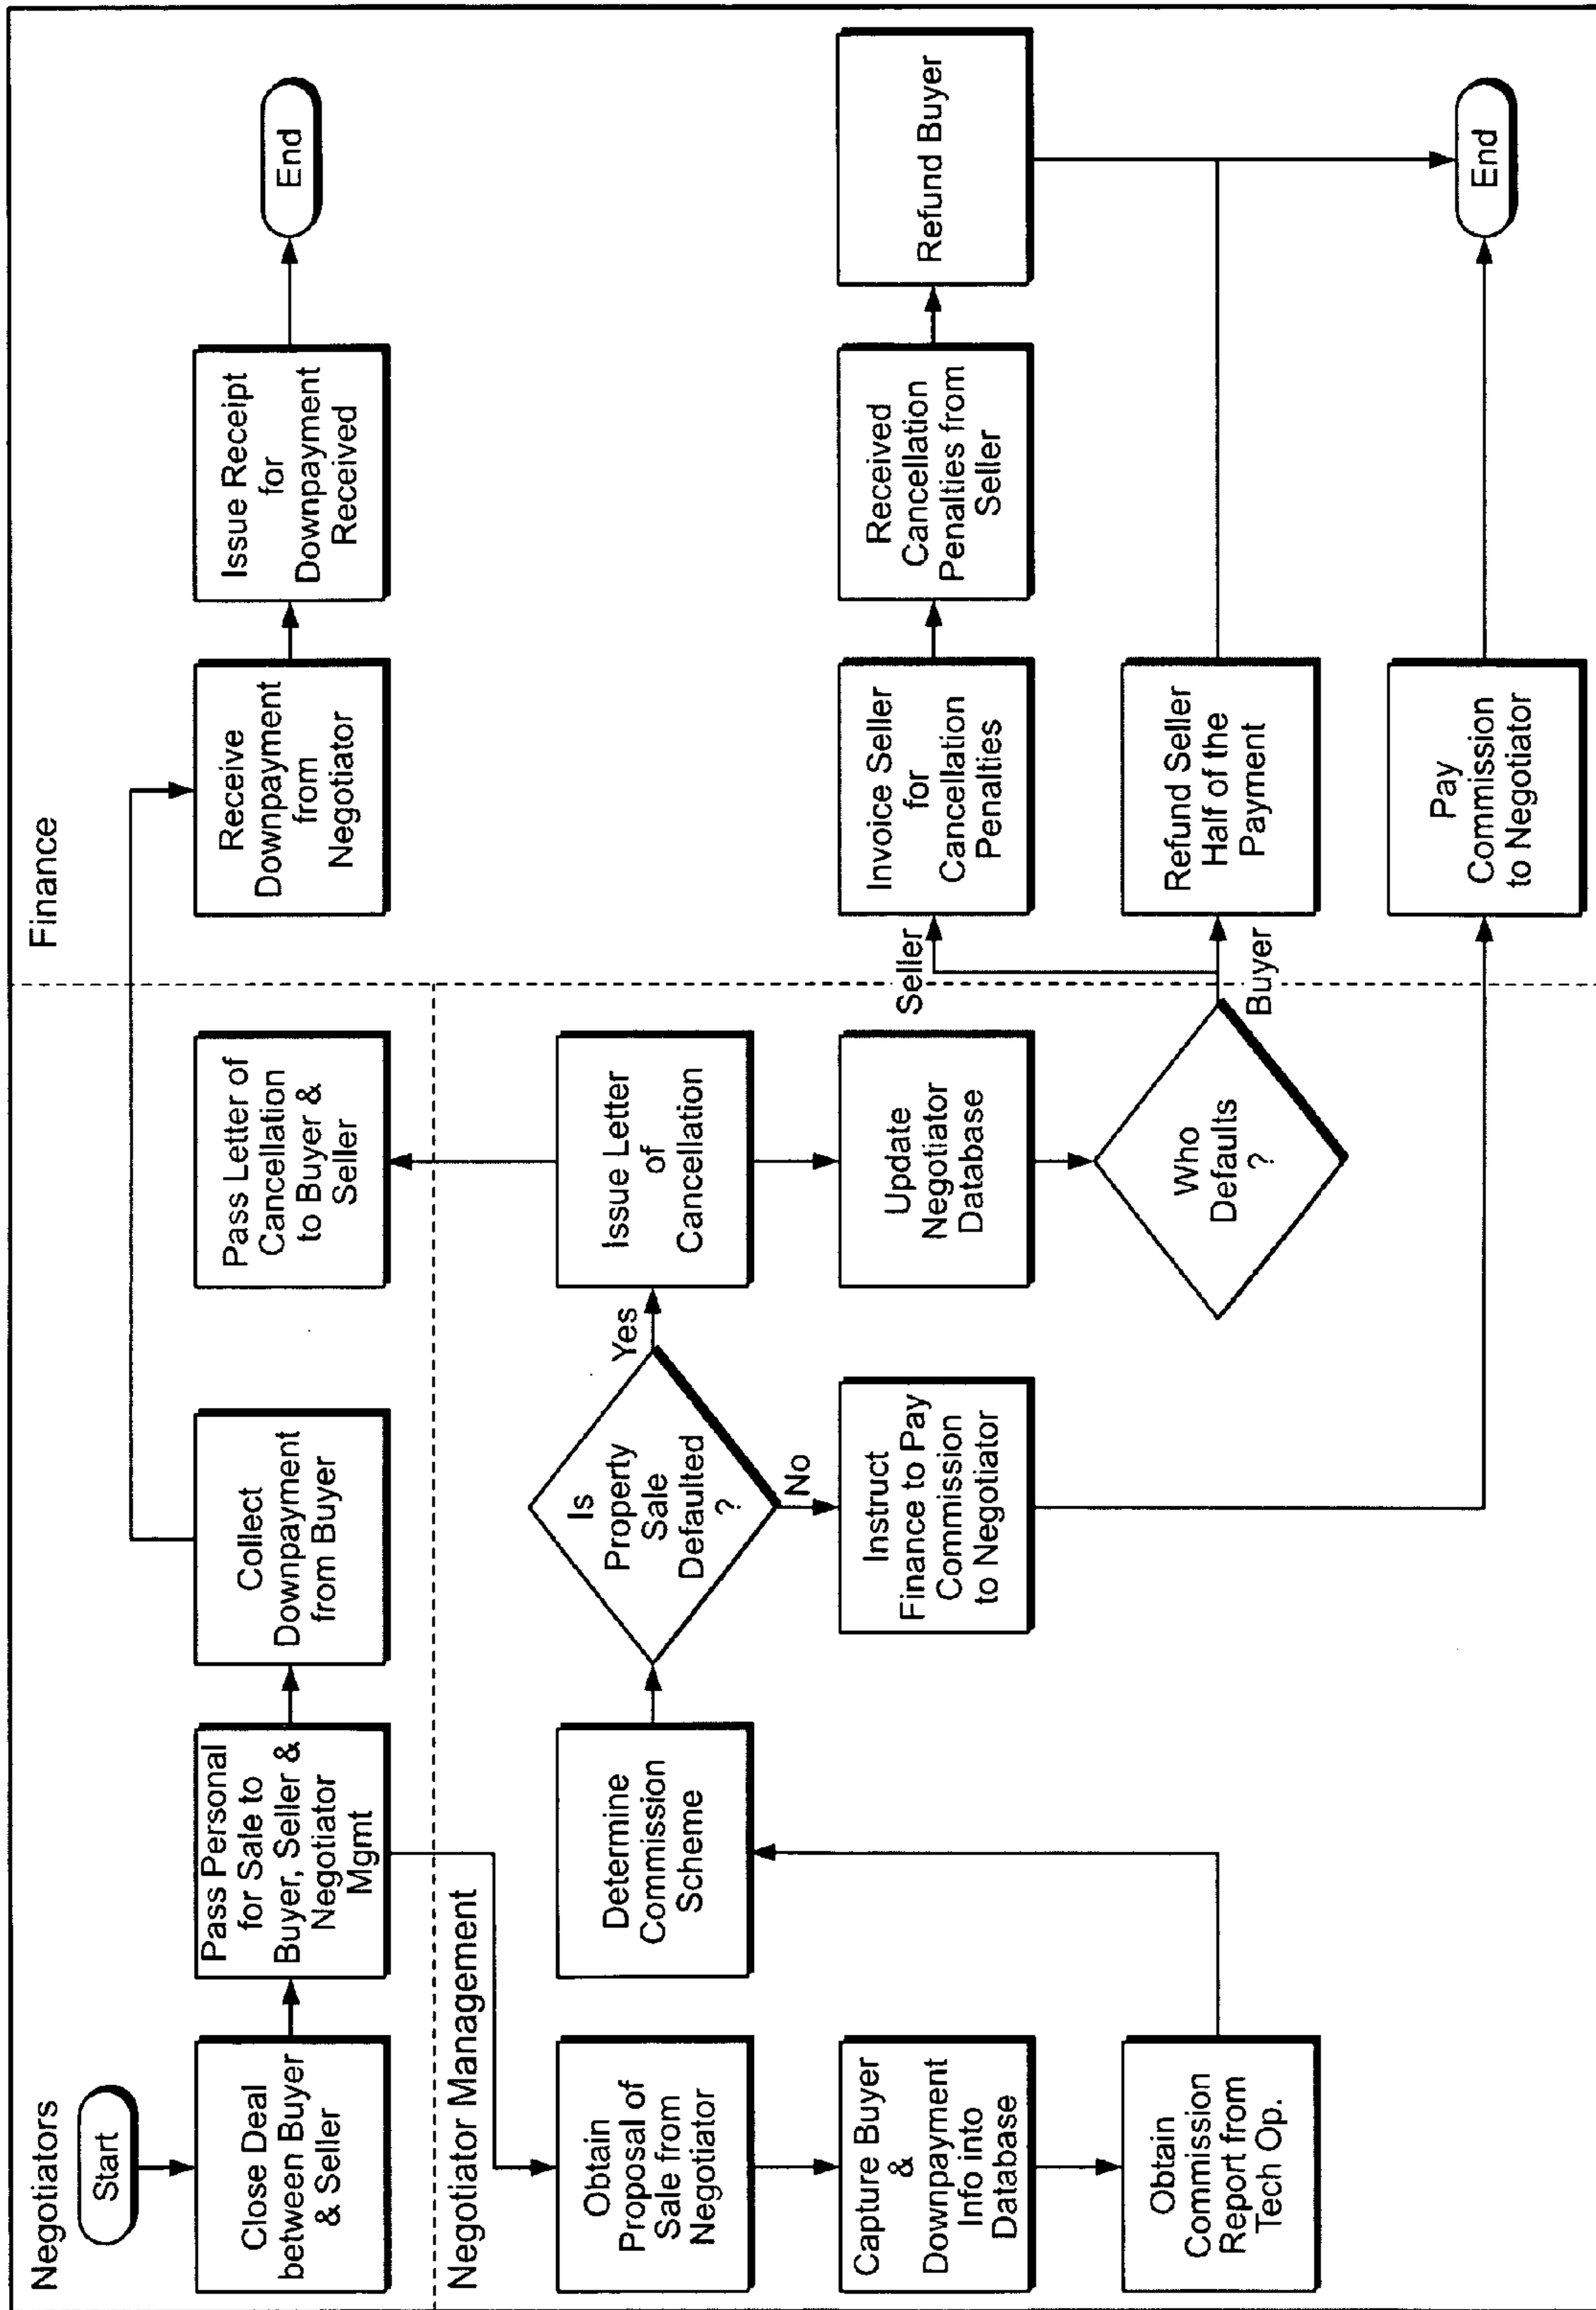 Negotiators
Start
Close Deal
between Buyer
& Seller
Pass Personal
for Sale to
Buyer, Seller &
Negotiator
Mgmt
Collect
Downpayment
from Buyer
Pass Letter of
Cancellation
to Buyer &
Seller
Finance
Receive
Downpayment
from
Negotiator
Issue Receipt
for
Downpayment
Received
End
Negotiator Management
Obtain
Proposal of
Sale from
Negotiator
Capture Buyer
&
Downpayment
Info into
Database
Obtain
Commission
Report from
Tech Op.
Determine
Commission
Scheme
Is
Property
Sale
Defaulted
?
Yes
No
Instruct
Finance to Pay
Commission
to Negotiator
Issue Letter
of
Cancellation
Update
Negotiator
Database
Who
Defaults
?
Seller
Buyer
Invoice Seller
for
Cancellation
Penalties
Received
Cancellation
Penalties from
Seller
Refund Buyer
Refund Seller
Half of the
Payment
Pay
Commission
to Negotiator
End